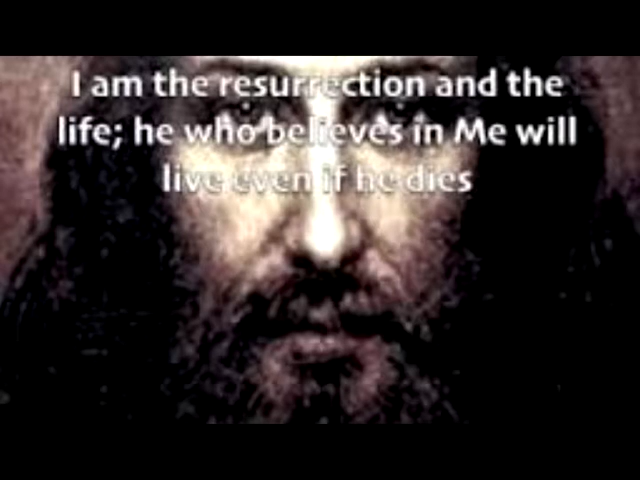 I am the resurrection and the
life; he who believes in Me will
live even if he dies